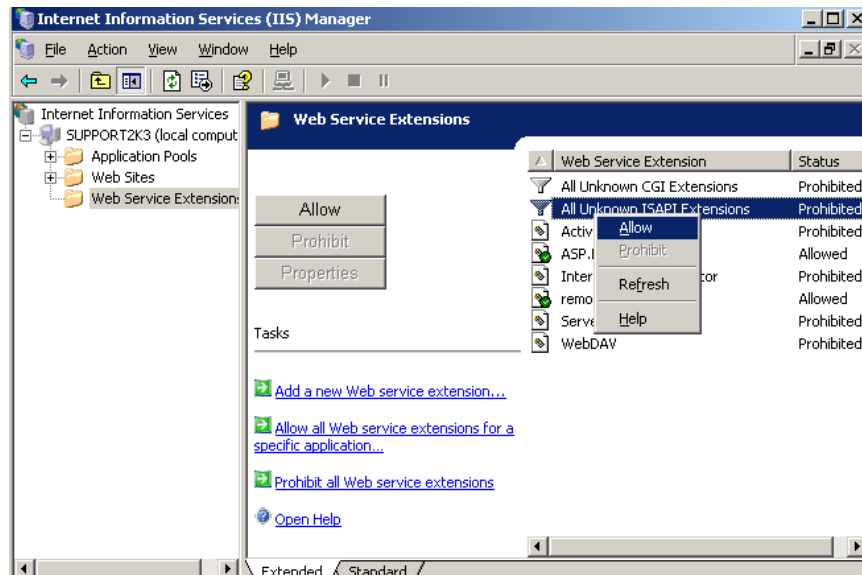 Internet Information Services (IIS) Manager
File Action View Window Help
Internet Information Services
SUPPORT2K3 (local comput
Application Pools
Web Sites
Web Service Extension
Web Service Extensions
Allow
Prohibit
Properties
Tasks
Add a new Web service extension...
Allow all Web service extensions for a
specific application...
Prohibit all Web service extensions
Open Help
Web Service Extension Status
All Unknown CGI Extensions Prohibited
All Unknown ISAPI Extensions Prohibited
Activ Prohibited
ASP. Allowed
Inter tor Prohibited
remo Allowed
Serve Prohibited
WebDAV Prohibited
Allow
Prohibit
Refresh
Help
Extended Standard